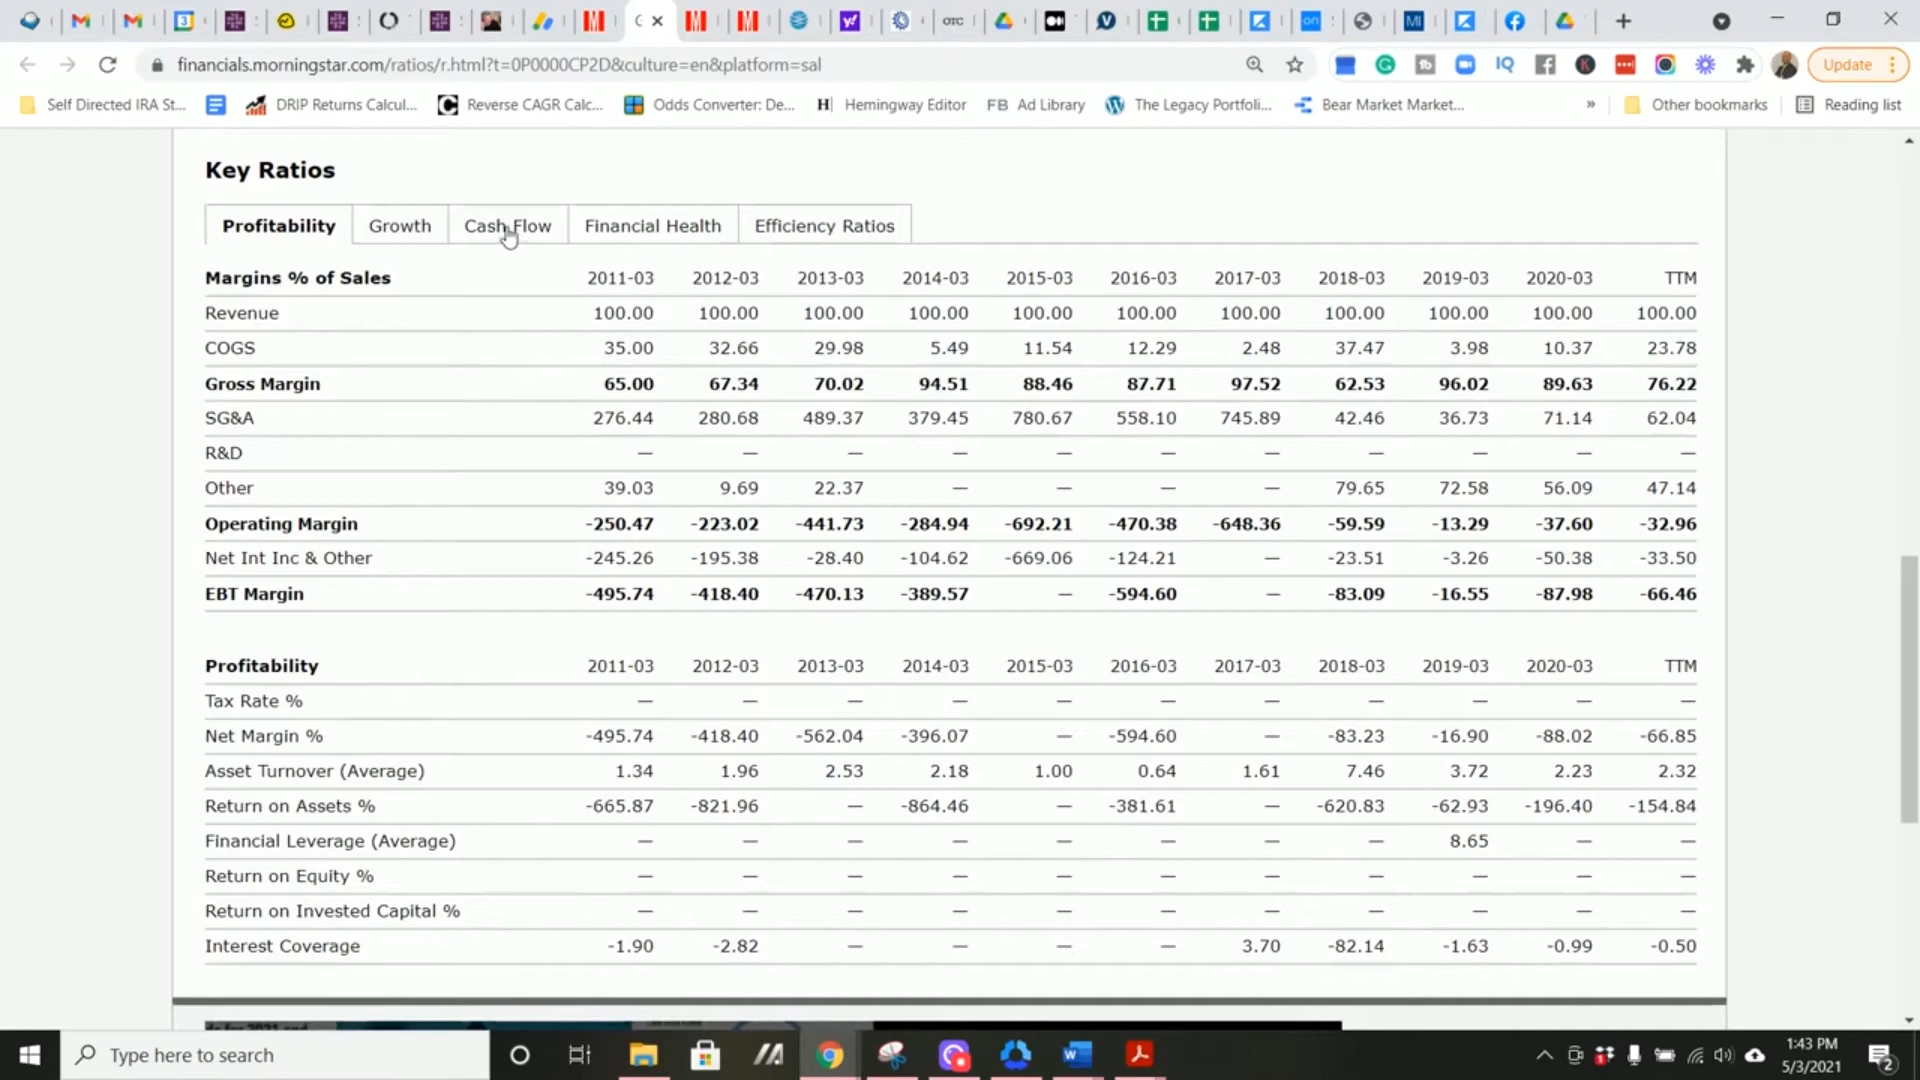 financials.morningstar.com/ratios/r.html?t=0P0000CP2D&culture=en&platform=sal
Update
Self Directed IRA St...
DRIP Returns Calcul...
Reverse CAGR Calc...
Odds Converter: De...
Hemingway Editor
FB Ad Library
The Legacy Portfoli...
Bear Market Market...
»
Other bookmarks
Reading list
Key Ratios
Profitability Growth Cash Flow Financial Health Efficiency Ratios
Margins % of Sales 2011-03 2012-03 2013-03 2014-03 2015-03 2016-03 2017-03 2018-03 2019-03 2020-03 TTM
Revenue 100.00 100.00 100.00 100.00 100.00 100.00 100.00 100.00 100.00 100.00 100.00
COGS 35.00 32.66 29.98 5.49 11.54 12.29 2.48 37.47 3.98 10.37 23.78
Gross Margin 65.00 67.34 70.02 94.51 88.46 87.71 97.52 62.53 96.02 89.63 76.22
SG&A 276.44 280.68 489.37 379.45 780.67 558.10 745.89 42.46 36.73 71.14 62.04
R&D — — — — — — — — — — —
Other 39.03 9.69 22.37 — — — — 79.65 72.58 56.09 47.14
Operating Margin -250.47 -223.02 -441.73 -284.94 -692.21 -470.38 -648.36 -59.59 -13.29 -37.60 -32.96
Net Int Inc & Other -245.26 -195.38 -28.40 -104.62 -669.06 -124.21 — -23.51 -3.26 -50.38 -33.50
EBT Margin -495.74 -418.40 -470.13 -389.57 — -594.60 — -83.09 -16.55 -87.98 -66.46
Profitability 2011-03 2012-03 2013-03 2014-03 2015-03 2016-03 2017-03 2018-03 2019-03 2020-03 TTM
Tax Rate % — — — — — — — — — — —
Net Margin % -495.74 -418.40 -562.04 -396.07 — -594.60 — -83.23 -16.90 -88.02 -66.85
Asset Turnover (Average) 1.34 1.96 2.53 2.18 1.00 0.64 1.61 7.46 3.72 2.23 2.32
Return on Assets % -665.87 -821.96 — -864.46 — -381.61 — -620.83 -62.93 -196.40 -154.84
Financial Leverage (Average) — — — — — — — — 8.65 — —
Return on Equity % — — — — — — — — — — —
Return on Invested Capital % — — — — — — — — — — —
Interest Coverage -1.90 -2.82 — — — — 3.70 -82.14 -1.63 -0.99 -0.50
Type here to search
1:43 PM
5/3/2021